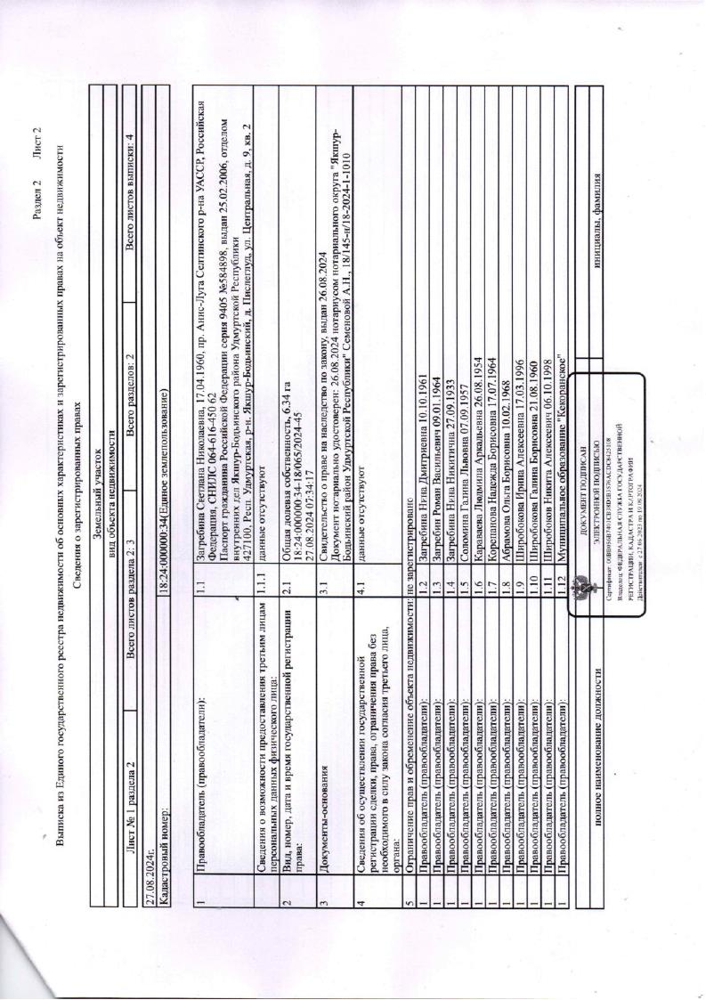 Раздел 2 Лист 2
Выписка из Единого государственного реестра недвижимости об основных характеристиках и зарегистрированных правах на объект недвижимости
Сведения о зарегистрированных правах
Земельный участок
вид объекта недвижимости
Лист № 1 раздела 2 Всего листов раздела 2: 3 Всего разделов: 2 Всего листов выписки: 4
27.08.2024г.
Кадастровый номер: 18:24:000000:34(Единое землепользование)
1 Правообладатель (правообладатели): 1.1 Загребина Светлана Николаевна, 17.04.1960, пр. Анис-Луга Селтинского р-на УАССР, Российская
Федерация, СНИЛС 064-616-450 62
Паспорт гражданина Российской Федерации серия 9405 №584898, выдан 25.02.2006, отделом
внутренних дел Якшур-Бодьинского района Удмуртской Республики
427100, Респ. Удмуртская, р-н. Якшур-Бодьинский, д. Пислеглуд, ул. Центральная, д. 9, кв. 2
Сведения о возможности предоставления третьим лицам 1.1.1 данные отсутствуют
персональных данных физического лица:
2 Вид, номер, дата и время государственной регистрации 2.1 Общая долевая собственность, 6.34 га
права: 18:24:000000:34-18/065/2024-45
27.08.2024 07:34:17
3 Документы-основания 3.1 Свидетельство о праве на наследство по закону, выдан 26.08.2024
Документ нотариально удостоверен: 26.08.2024 нотариусом нотариального округа "Якшур-
Бодьинский район Удмуртской Республики" Семеновой А.Н., 18/145-н/18-2024-1-1010
4 Сведения об осуществлении государственной 4.1 данные отсутствуют
регистрации сделки, права, ограничения права без
необходимого в силу закона согласия третьего лица,
органа:
5 Ограничение прав и обременение объекта недвижимости: не зарегистрировано
1 Правообладатель (правообладатели): 1.2 Загребина Нина Дмитриевна 10.10.1961
1 Правообладатель (правообладатели): 1.3 Загребин Роман Васильевич 09.01.1964
1 Правообладатель (правообладатели): 1.4 Загребина Нина Никитична 27.09.1933
1 Правообладатель (правообладатели): 1.5 Соломина Галина Львовна 07.09.1957
1 Правообладатель (правообладатели): 1.6 Караваева Людмила Аркадьевна 26.08.1954
1 Правообладатель (правообладатели): 1.7 Корепанова Надежда Борисовна 17.07.1964
1 Правообладатель (правообладатели): 1.8 Абрамова Ольга Борисовна 10.02.1968
1 Правообладатель (правообладатели): 1.9 Широбокова Ирина Алексеевна 17.03.1996
1 Правообладатель (правообладатели): 1.10 Широбокова Галина Борисовна 21.08.1960
1 Правообладатель (правообладатели): 1.11 Широбоков Никита Алексеевич 06.10.1998
1 Правообладатель (правообладатели): 1.12 Муниципальное образование "Кекоранское"
ДОКУМЕНТ ПОДПИСАН
ЭЛЕКТРОННОЙ ПОДПИСЬЮ
полное наименование должности инициалы, фамилия
Сертификат:
Владелец: ФЕДЕРАЛЬНАЯ СЛУЖБА ГОСУДАРСТВЕННОЙ
РЕГИСТРАЦИИ, КАДАСТРА И КАРТОГРАФИИ
Действителен: с 27.06.2023 по 19.09.2024